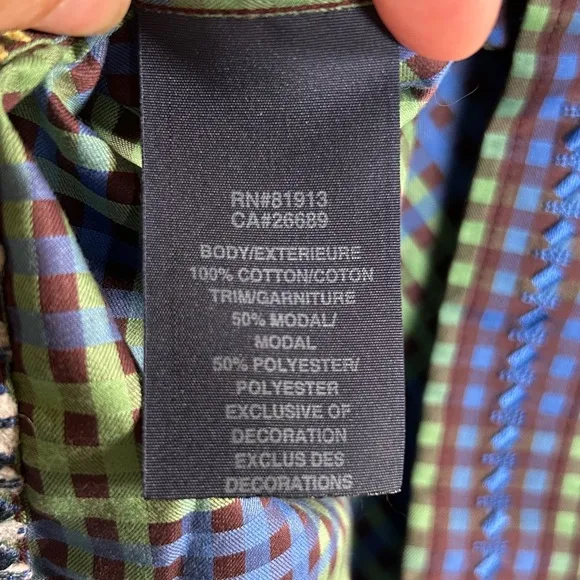 RN#81913
CA#26689
BODY/EXTERIEURE
100% COTTON/COTON
TRIM/GARNITURE
50% MODAL/
MODAL
50% POLYESTER/
POLYESTER
EXCLUSIVE OF
DECORATION
EXCLUS DES
DECORATIONS